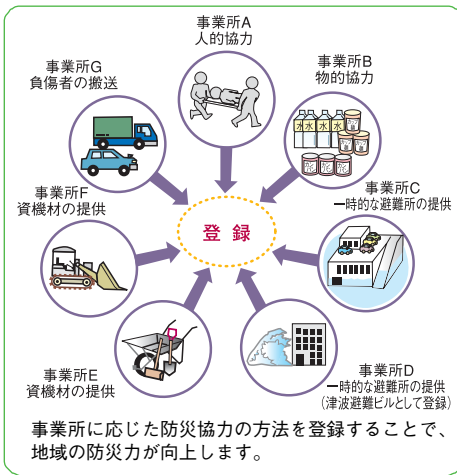 事業所A
人的協力
事業所B
物的協力
水水水水
事業所C
一時的な避難所の提供
事業所D
一時的な避難所の提供
(津波避難ビルとして登録)
事業所E
資機材の提供
事業所F
資機材の提供
事業所G
負傷者の搬送
登録
事業所に応じた防災協力の方法を登録することで、
地域の防災力が向上します。